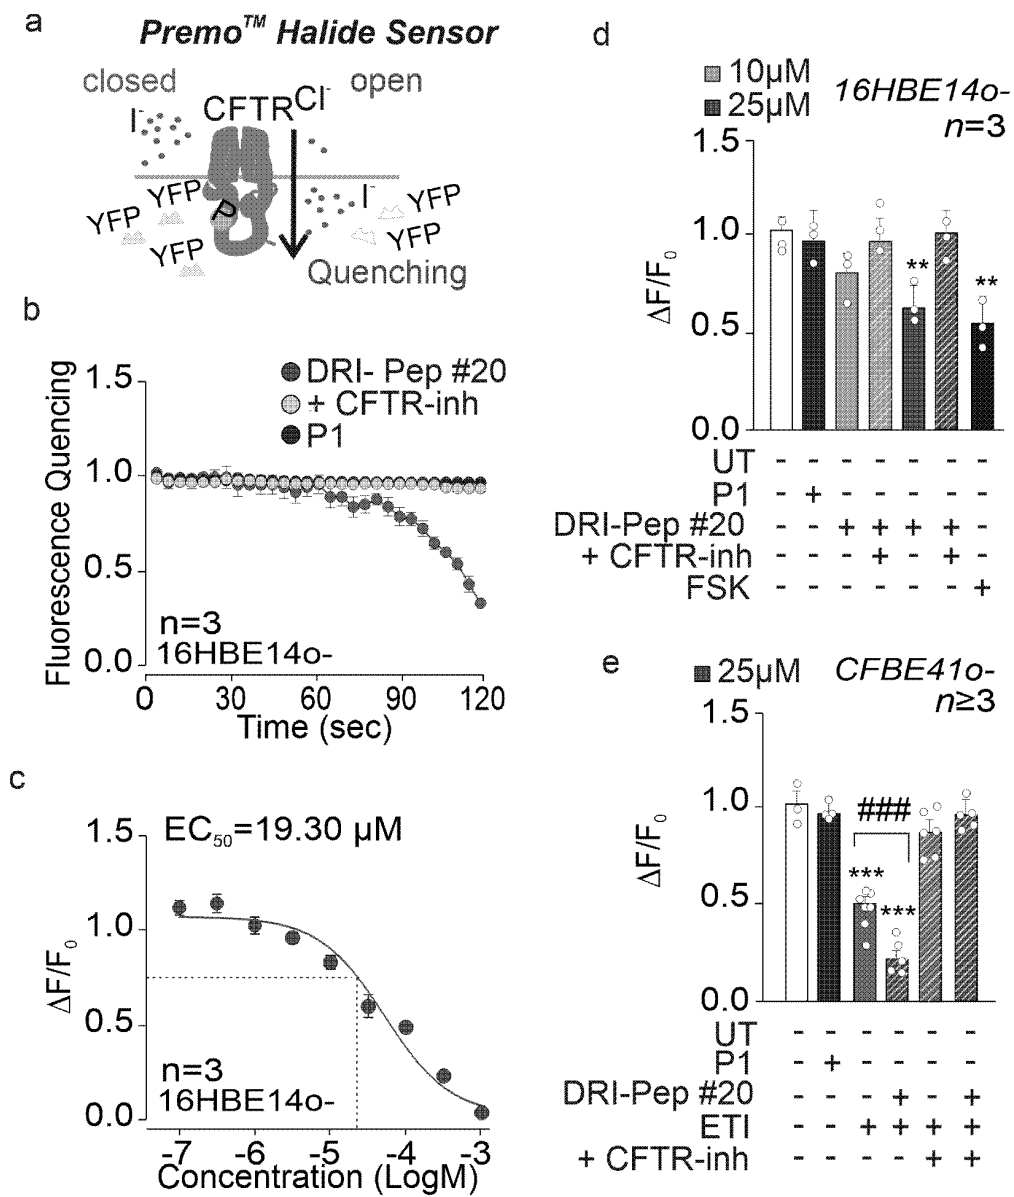 a
Premo™ Halide Sensor
closed
open
CFTR
Cl-
I-
YFP
YFP
YFP
P
I-
YFP
YFP
Quenching
b
Fluorescence Quencing
1.5
1.0
0.5
0.0
DRI- Pep #20
+ CFTR-inh
P1
n=3
16HBE14o-
0 30 60 90 120
Time (sec)
c
ΔF/F0
1.5
1.0
0.5
0.0
EC50=19.30 µM
n=3
16HBE14o-
-7 -6 -5 -4 -3
Concentration (LogM)
d
10µM
25µM
16HBE14o-
n=3
ΔF/F0
1.5
1.0
0.5
0.0
**
**
UT - - - - - - -
P1 - + - - - - -
DRI-Pep #20 - - + + + + -
+ CFTR-inh - - - + - + -
FSK - - - - - - +
e
25µM
CFBE41o-
n≥3
ΔF/F0
1.5
1.0
0.5
0.0
###
***
***
UT - - - - - -
P1 - + - - - -
DRI-Pep #20 - - - + - +
ETI - - + + + +
+ CFTR-inh - - - - + +